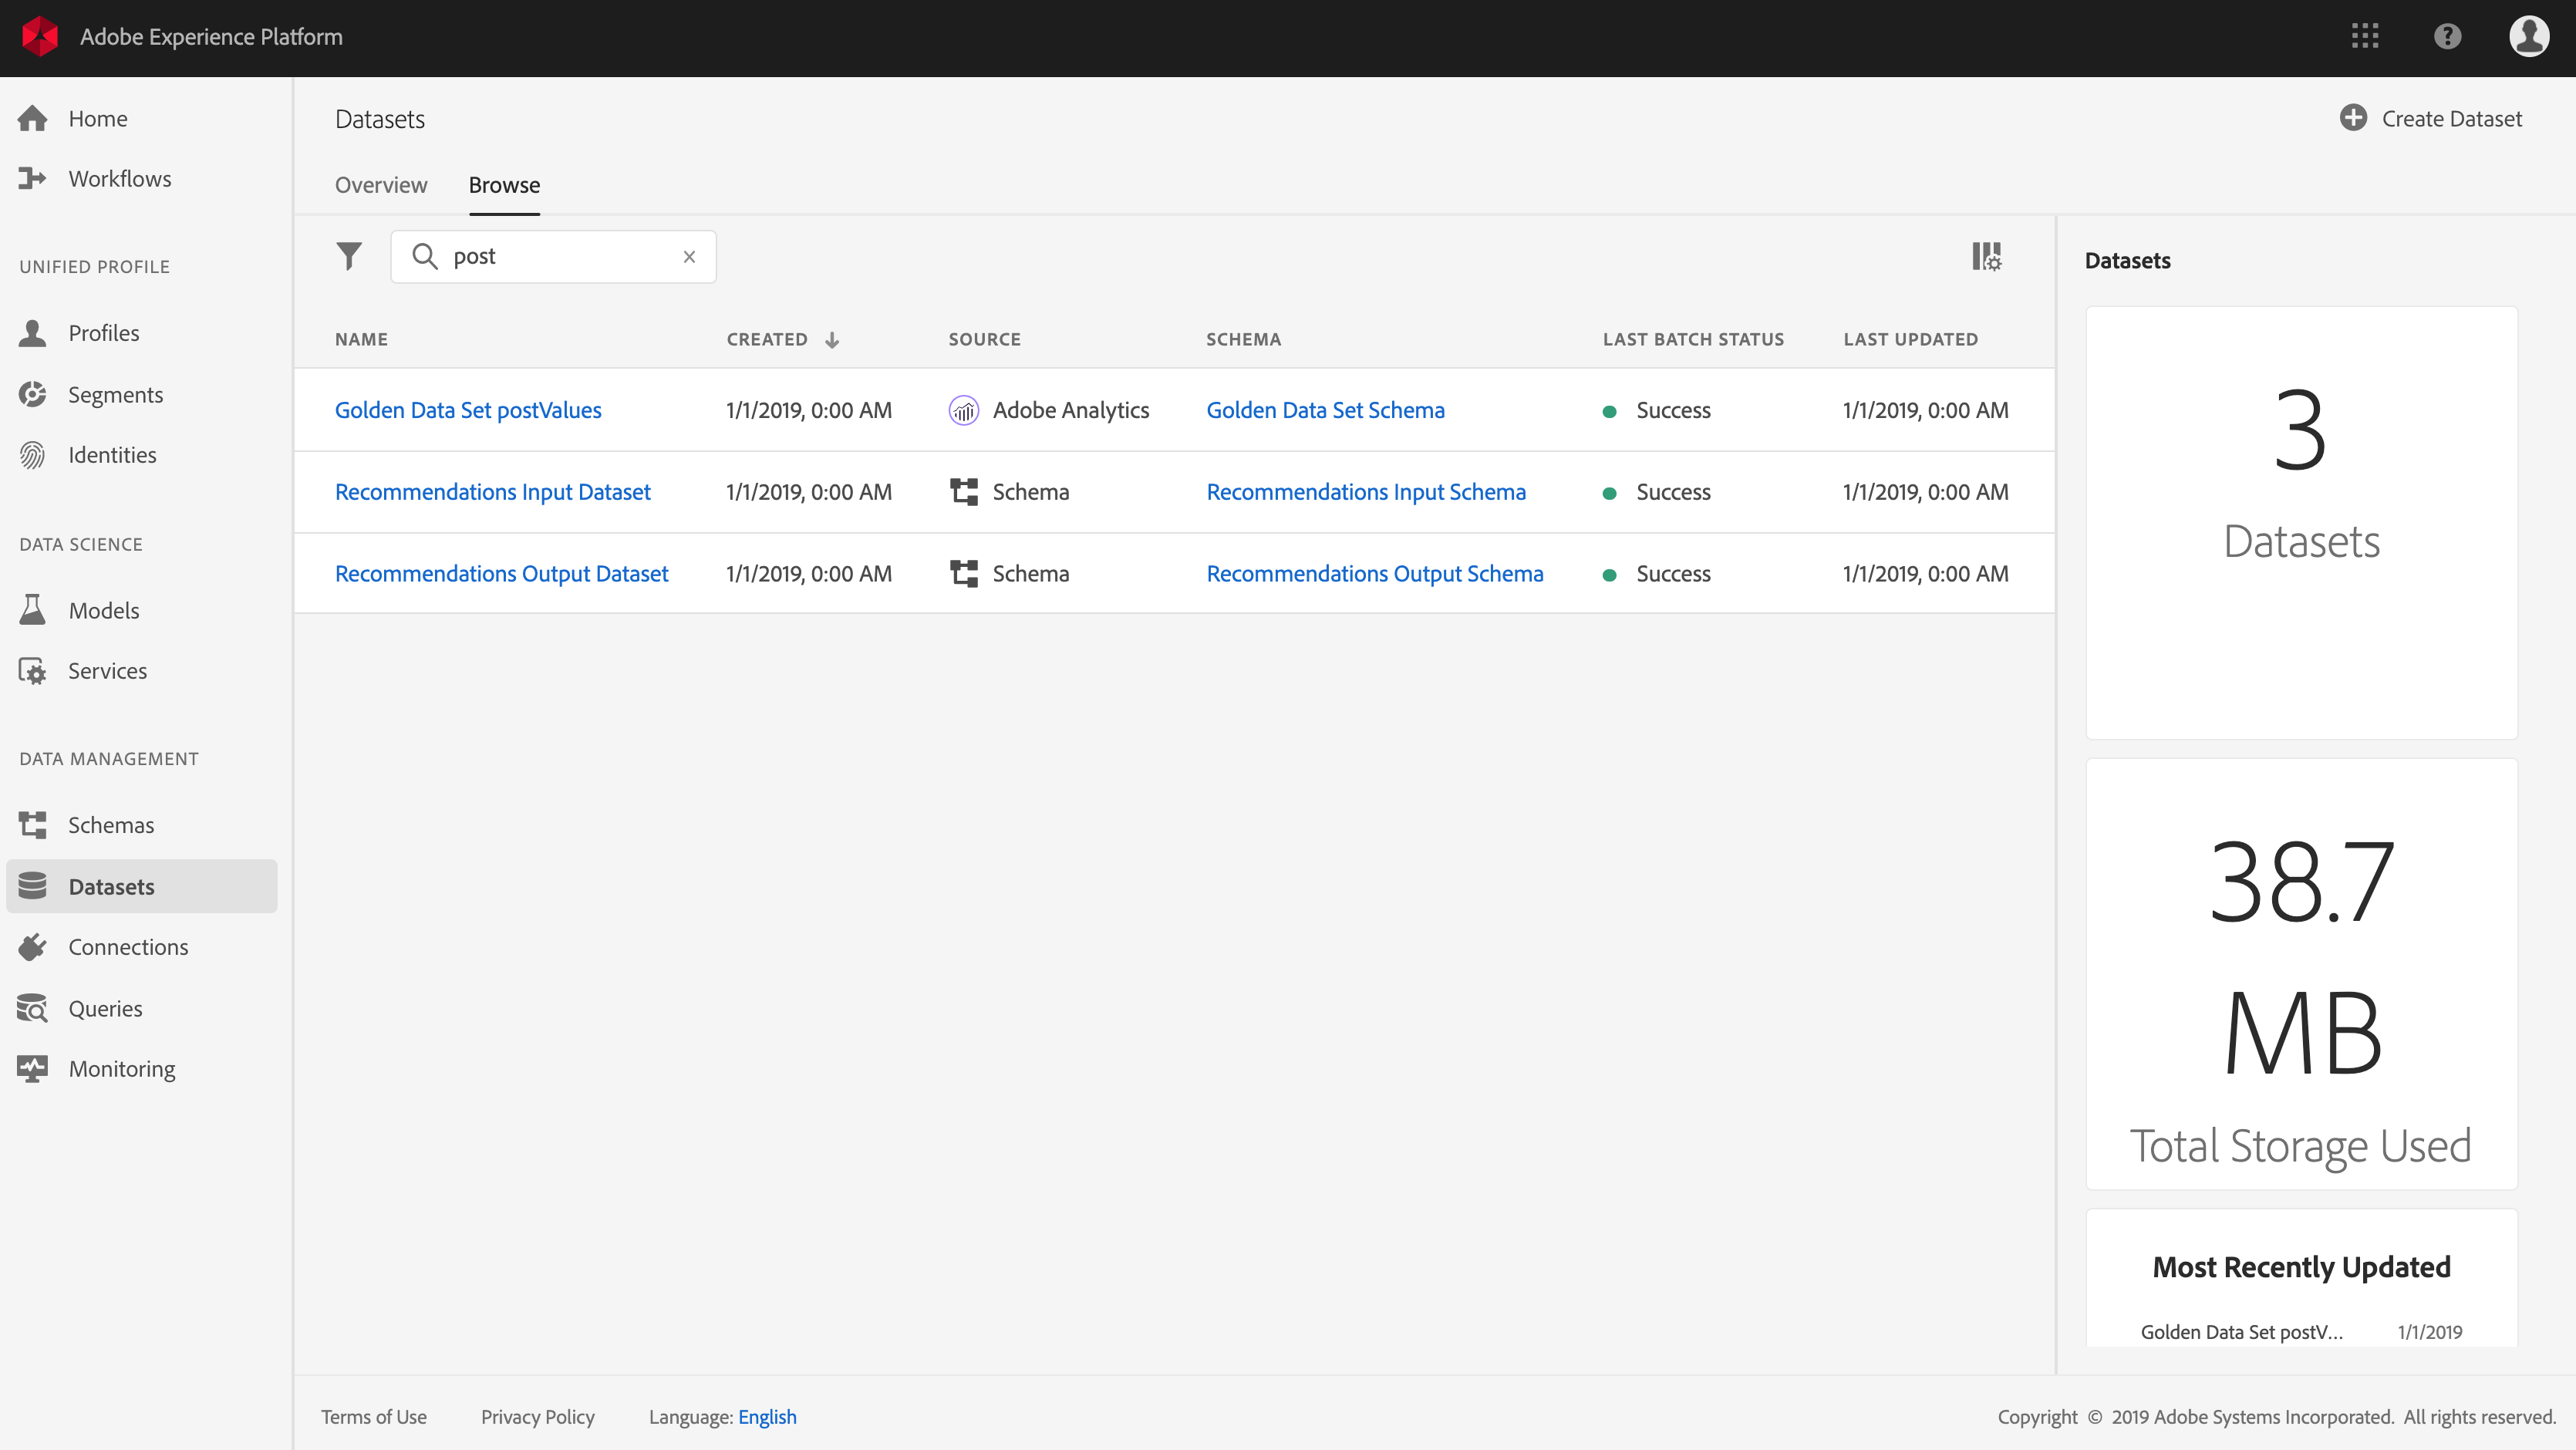 Adobe Experience Platform
?
Home
Workflows
UNIFIED PROFILE
Profiles
Segments
Identities
DATA SCIENCE
Models
Services
DATA MANAGEMENT
Schemas
Datasets
Connections
Queries
Monitoring
Datasets
Create Dataset
Overview Browse
post
NAME CREATED SOURCE SCHEMA LAST BATCH STATUS LAST UPDATED
Golden Data Set postValues 1/1/2019, 0:00 AM Adobe Analytics Golden Data Set Schema Success 1/1/2019, 0:00 AM
Recommendations Input Dataset 1/1/2019, 0:00 AM Schema Recommendations Input Schema Success 1/1/2019, 0:00 AM
Recommendations Output Dataset 1/1/2019, 0:00 AM Schema Recommendations Output Schema Success 1/1/2019, 0:00 AM
Datasets
3
Datasets
38.7
MB
Total Storage Used
Most Recently Updated
Golden Data Set postV... 1/1/2019
Terms of Use Privacy Policy Language: English
Copyright © 2019 Adobe Systems Incorporated. All rights reserved.